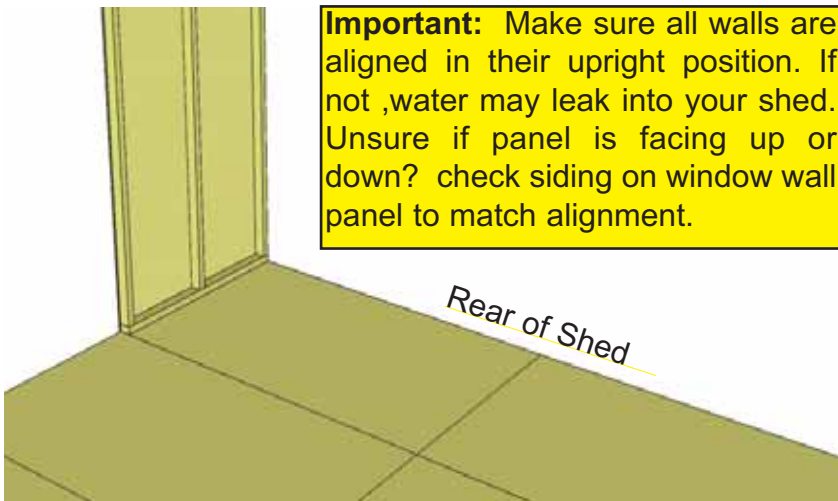 Important: Make sure all walls are
aligned in their upright position. If
not ,water may leak into your shed.
Unsure if panel is facing up or
down? check siding on window wall
panel to match alignment.
Rear of Shed